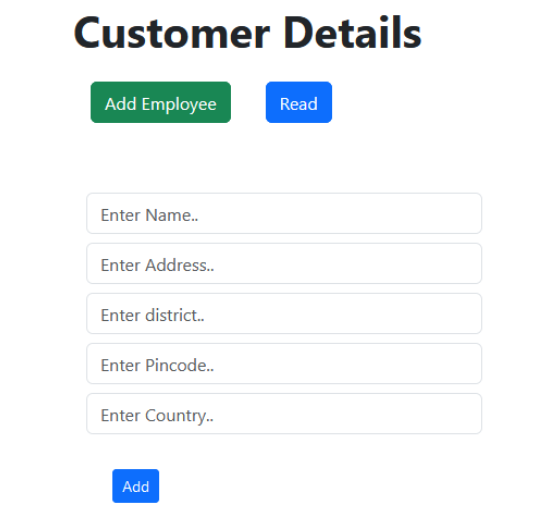 Customer Details
Add Employee Read
Enter Name..
Enter Address..
Enter district..
Enter Pincode..
Enter Country..
Add